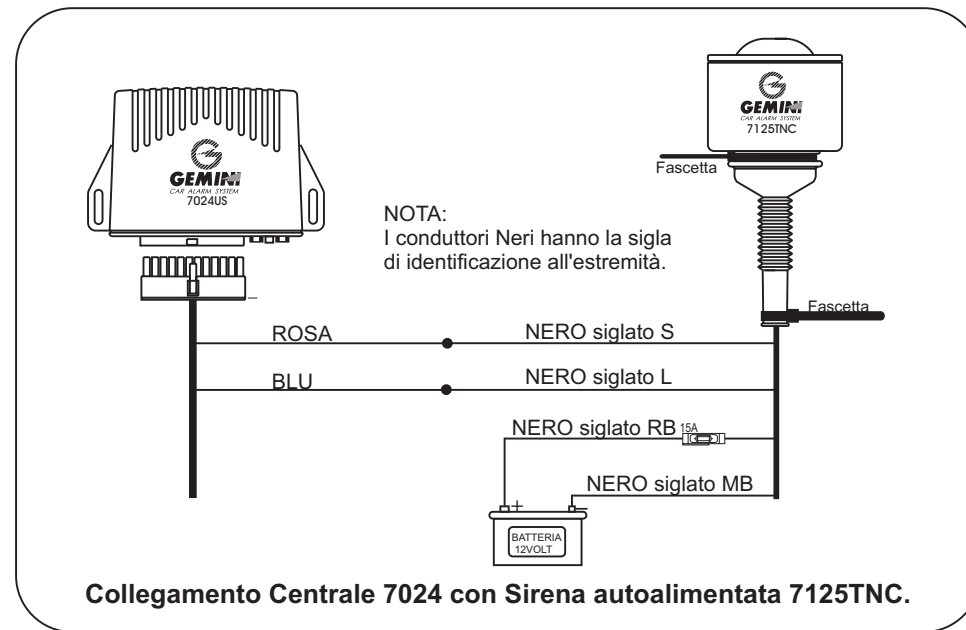 GEMINI
CAR ALARM SYSTEM
7024US
GEMINI
CAR ALARM SYSTEM
7125TNC
Fascetta
NOTA:
I conduttori Neri hanno la sigla
di identificazione all'estremità.
Fascetta
ROSA
NERO siglato S
BLU
NERO siglato L
NERO siglato RB 15A
NERO siglato MB
+ −
BATTERIA
12VOLT
Collegamento Centrale 7024 con Sirena autoalimentata 7125TNC.